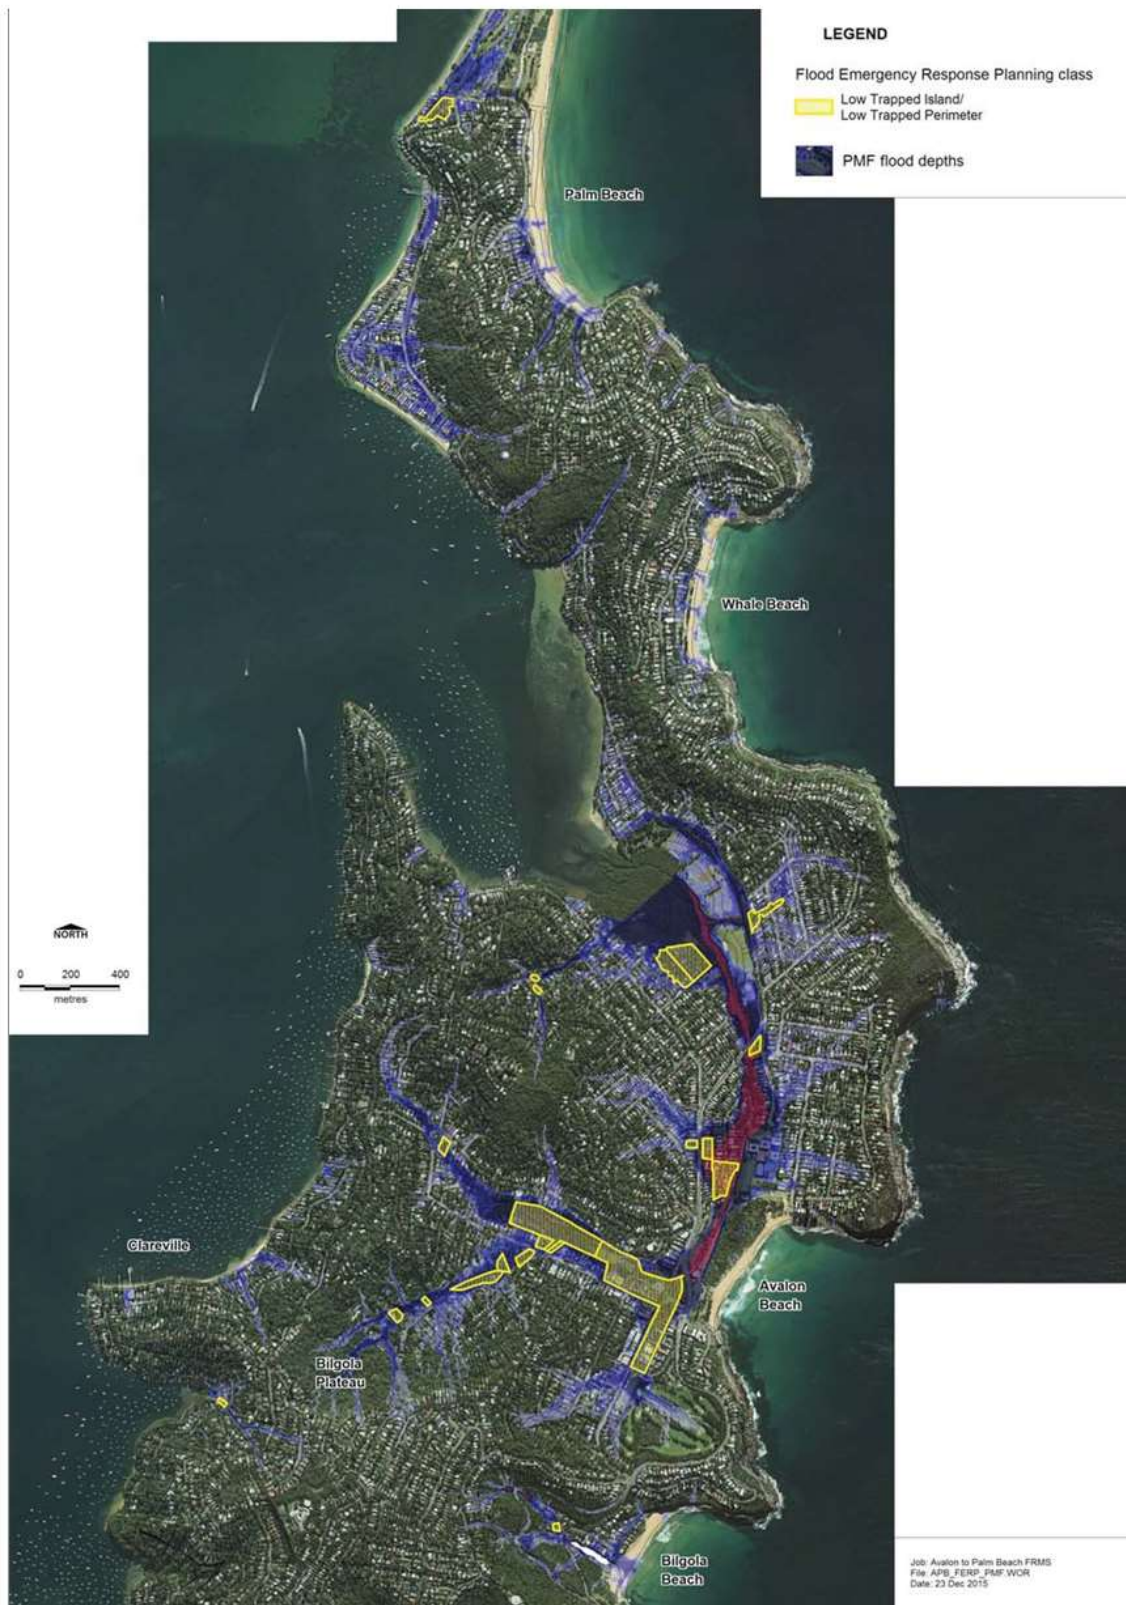 LEGEND
Flood Emergency Response Planning class
Low Trapped Island/
Low Trapped Perimeter
PMF flood depths
Palm Beach
Whale Beach
NORTH
0 200 400
metres
Clareville
Avalon
Beach
Bilgola
Plateau
Bilgola
Beach
Job: Avalon to Palm Beach FRMS
File: APB_FERP_PMF.WOR
Date: 23 Dec 2015